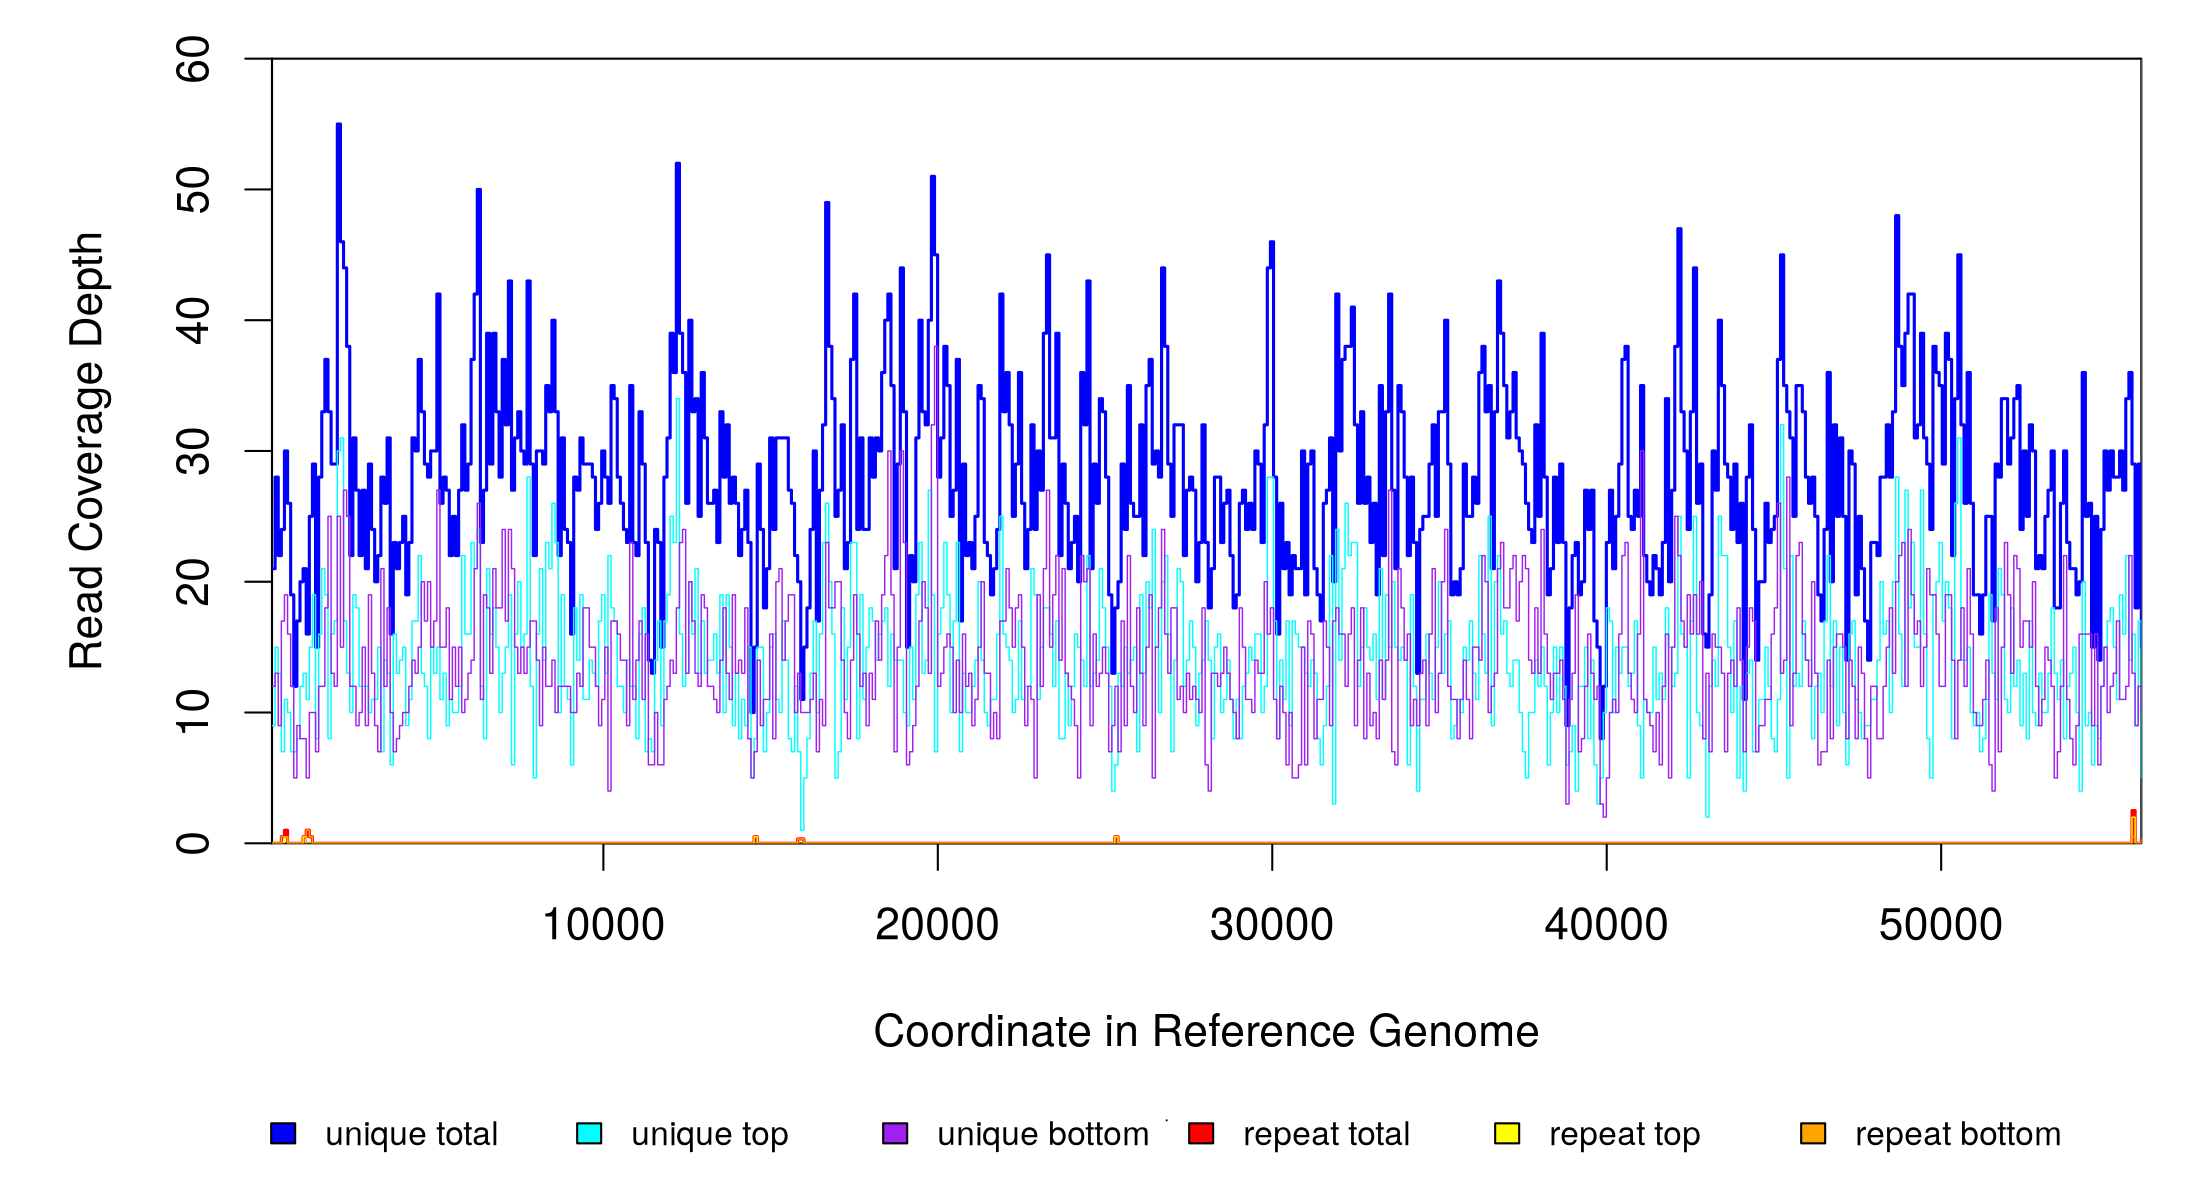 Read Coverage Depth
60
50
40
30
20
10
0
10000 20000 30000 40000 50000
Coordinate in Reference Genome
unique total unique top unique bottom repeat total repeat top repeat bottom